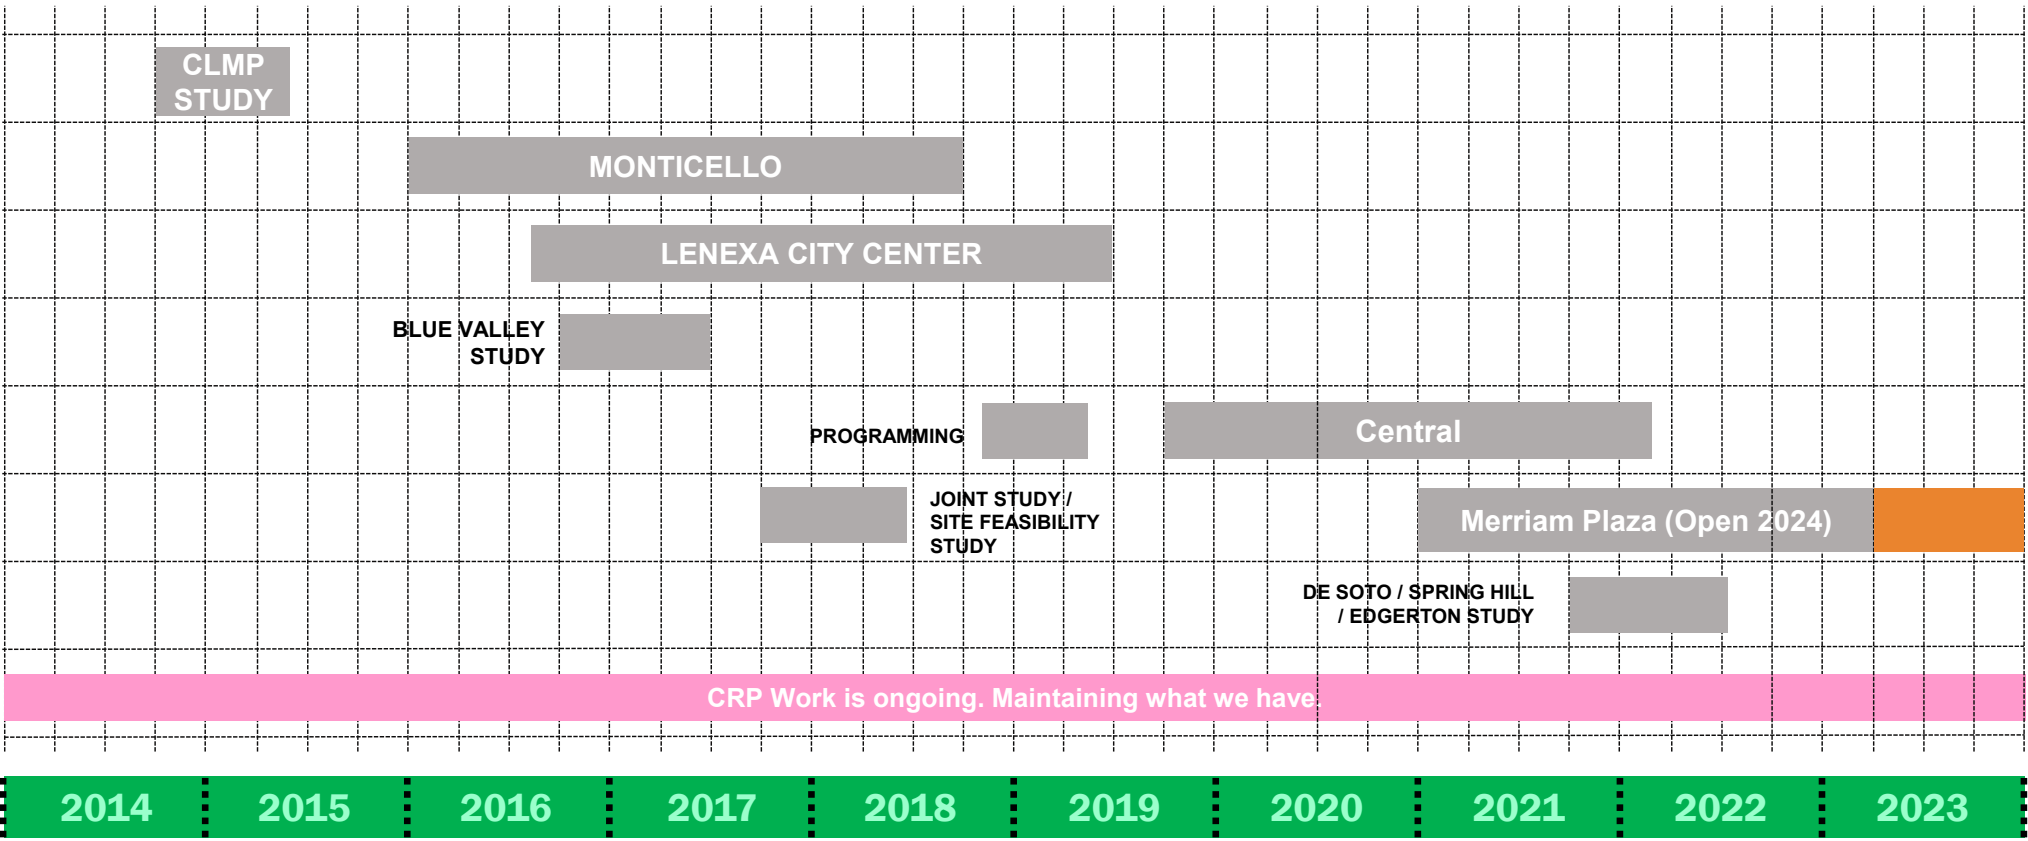 CLMP
STUDY
MONTICELLO
LENEXA CITY CENTER
BLUE VALLEY
STUDY
PROGRAMMING
Central
JOINT STUDY /
SITE FEASIBILITY
STUDY
Merriam Plaza (Open 2024)
DE SOTO / SPRING HILL
/ EDGERTON STUDY
CRP Work is ongoing. Maintaining what we have.
2014 2015 2016 2017 2018 2019 2020 2021 2022 2023